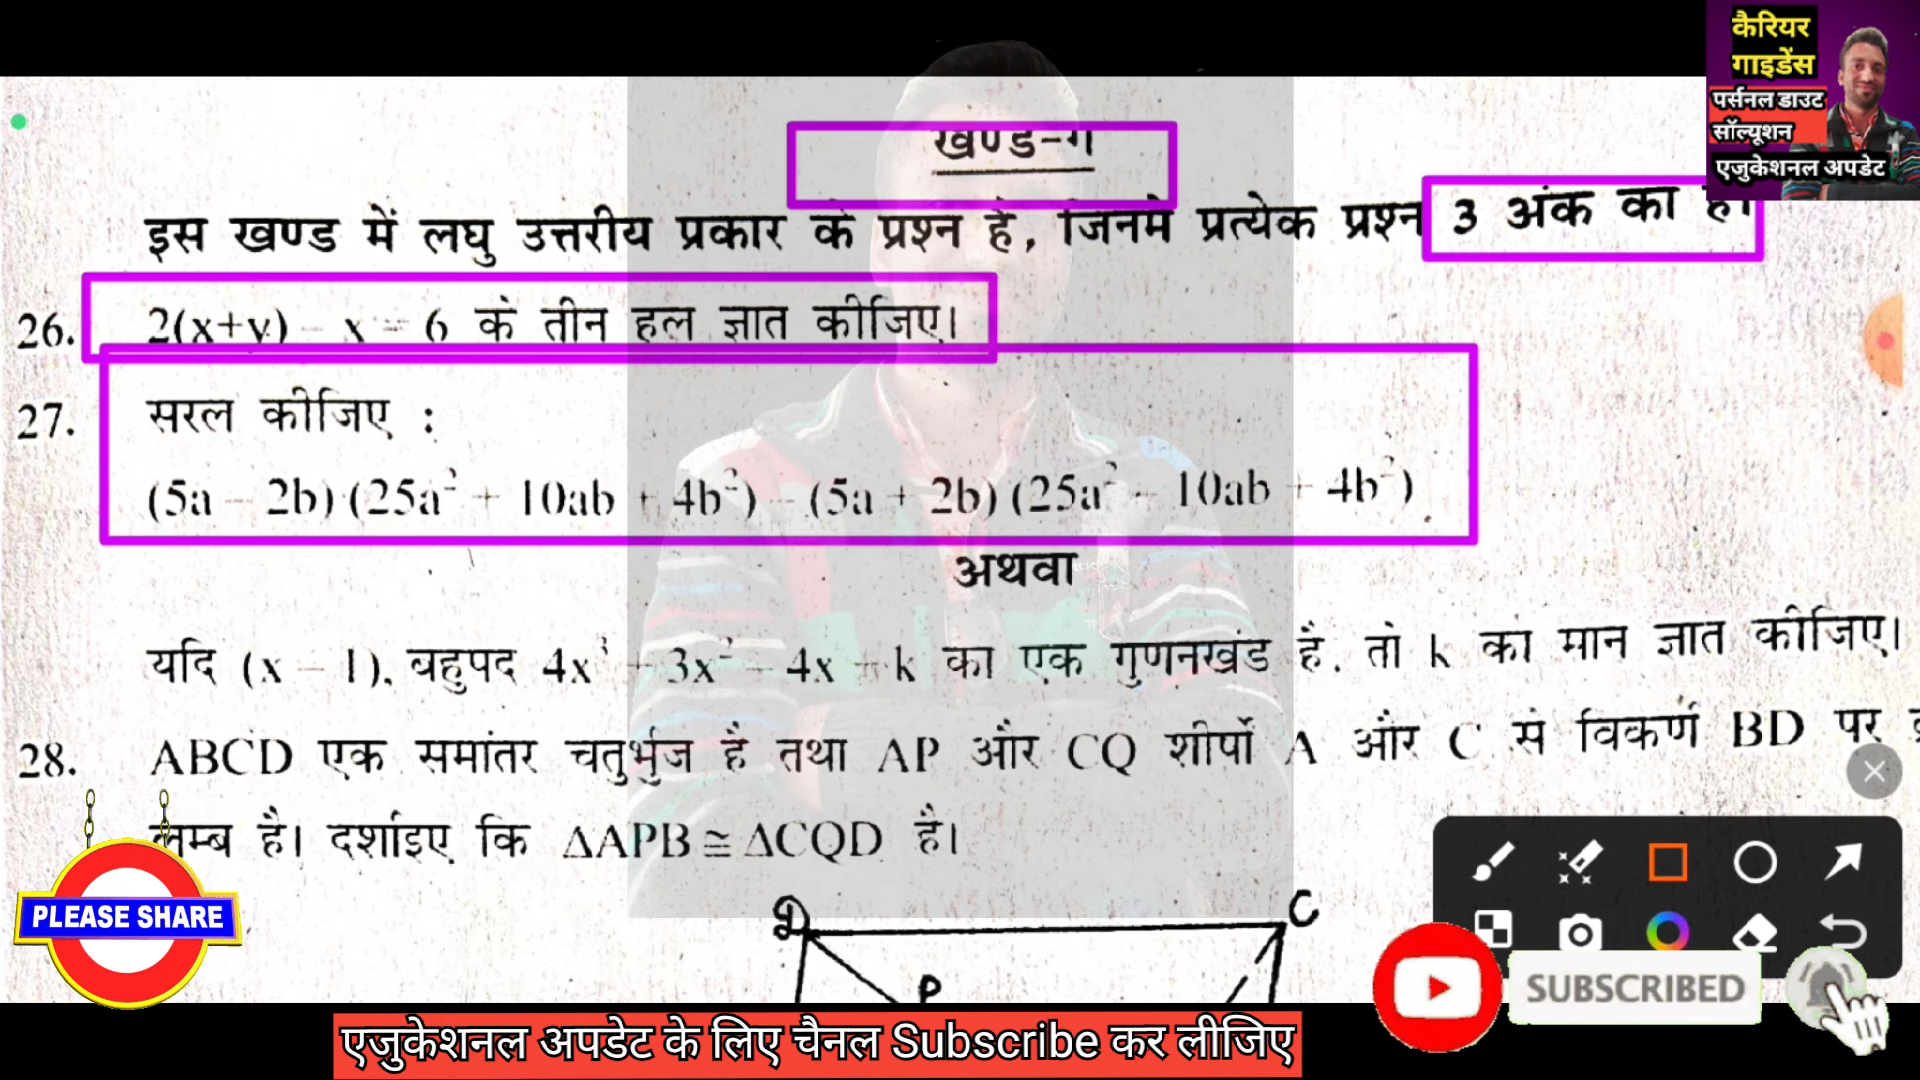 कैरियर
गाइडेंस
पर्सनल डाउट
सॉल्यूशन
एजुकेशनल अपडेट
खण्ड-ग
इस खण्ड में लघु उत्तरीय प्रकार के प्रश्न हैं, जिनमें प्रत्येक प्रश्न 3 अंक का है।
26. 2(x+y) - x = 6 के तीन हल ज्ञात कीजिए।
27. सरल कीजिए :
(5a - 2b) (25a² + 10ab + 4b²) - (5a + 2b) (25a² - 10ab + 4b²)
अथवा
यदि (x - 1), बहुपद 4x³ + 3x² - 4x + k का एक गुणनखंड है, तो k का मान ज्ञात कीजिए।
28. ABCD एक समांतर चतुर्भुज है तथा AP और CQ शीर्षों A और C से विकर्ण BD पर
लम्ब है। दर्शाइए कि ΔAPB ≅ ΔCQD है।
D C
P
PLEASE SHARE
SUBSCRIBED
एजुकेशनल अपडेट के लिए चैनल Subscribe कर लीजिए